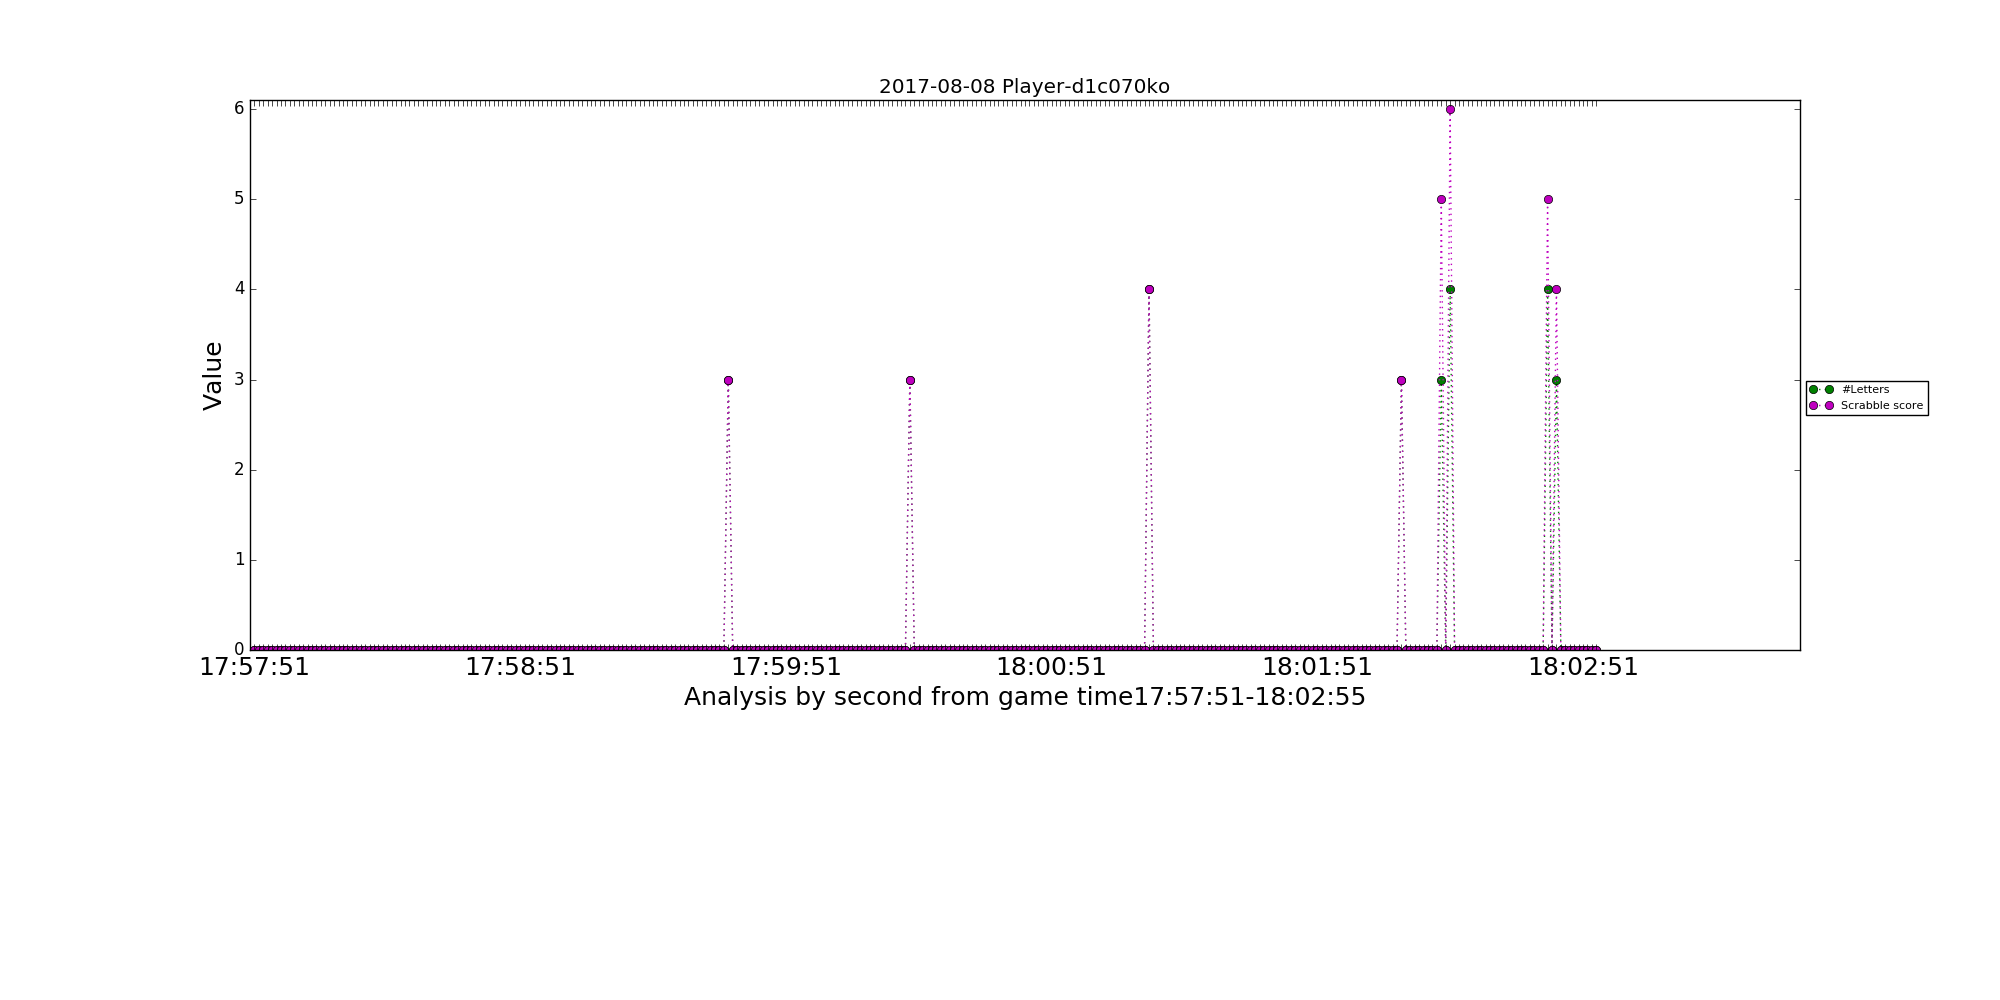 2017-08-08 Player-d1c070ko
6
5
4
3
2
1
0
Value
17:57:51 17:58:51 17:59:51 18:00:51 18:01:51 18:02:51
Analysis by second from game time17:57:51-18:02:55
#Letters
Scrabble score